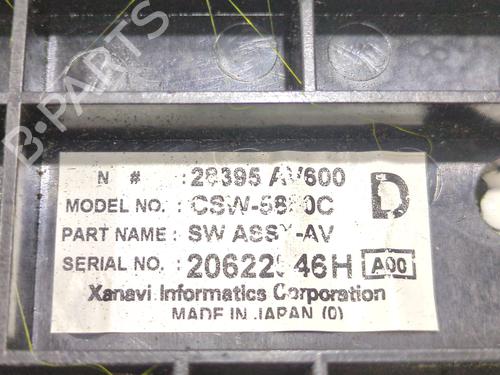 B-PARTS
N # : 28395 AV600
MODEL NO. :
D
PART NAME : SW ASSY-AV
SERIAL NO. : A00
Xanavi Informatics Corporation
MADE IN JAPAN (0)